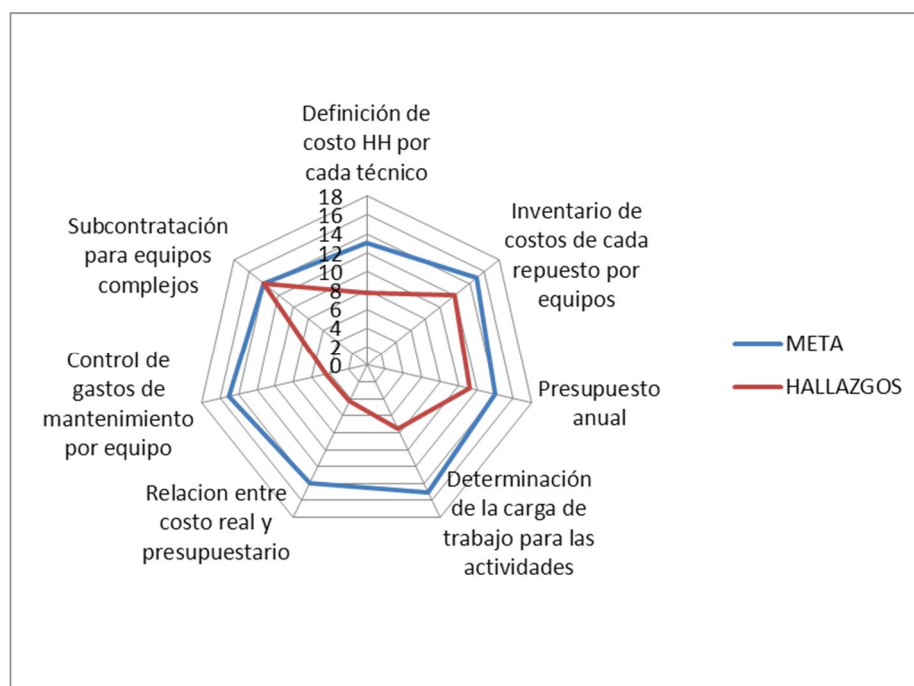 Definición de
costo HH por
cada técnico
Inventario de
costos de cada
repuesto por
equipos
Presupuesto
anual
Determinación
de la carga de
trabajo para las
actividades
Relacion entre
costo real y
presupuestario
Control de
gastos de
mantenimiento
por equipo
Subcontratación
para equipos
complejos
18
16
14
12
10
8
6
4
2
0
META
HALLAZGOS